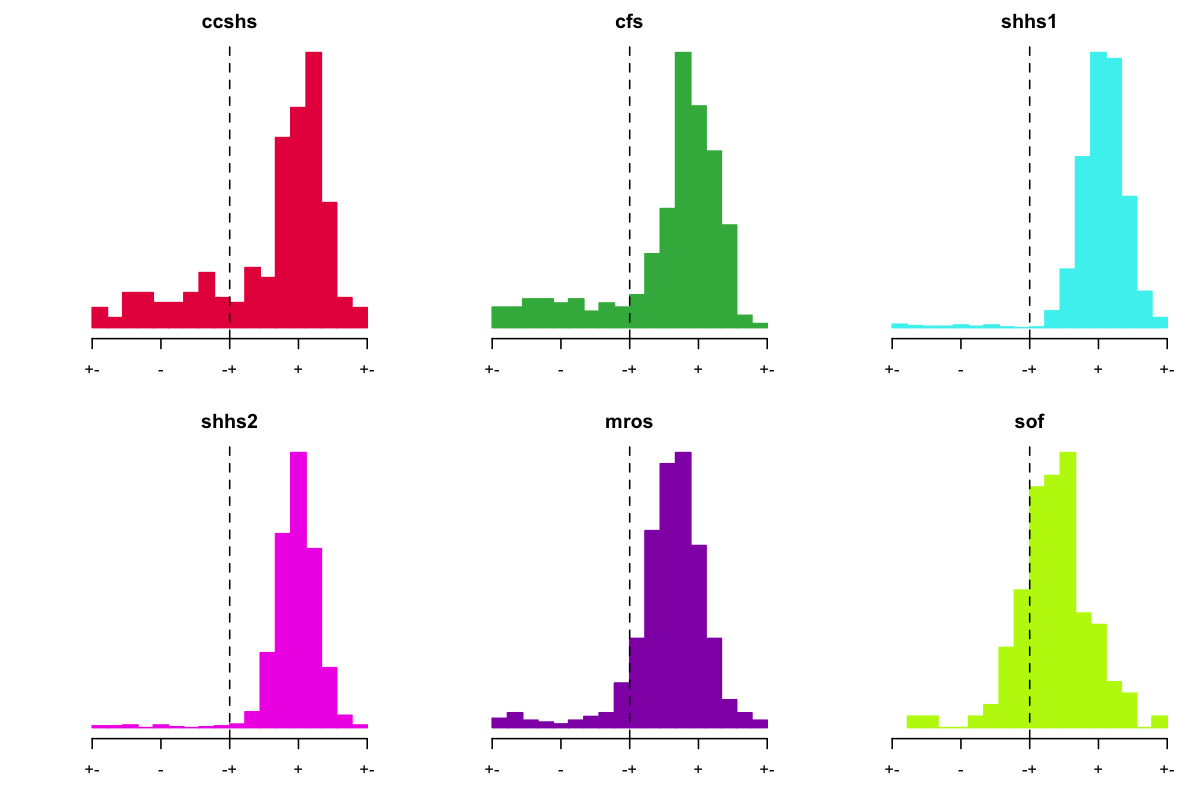 ccshs cfs shhs1
+- - -+ + +- +- - -+ + +- +- - -+ + +-
shhs2 mros sof
+- - -+ + +- +- - -+ + +- +- - -+ + +-